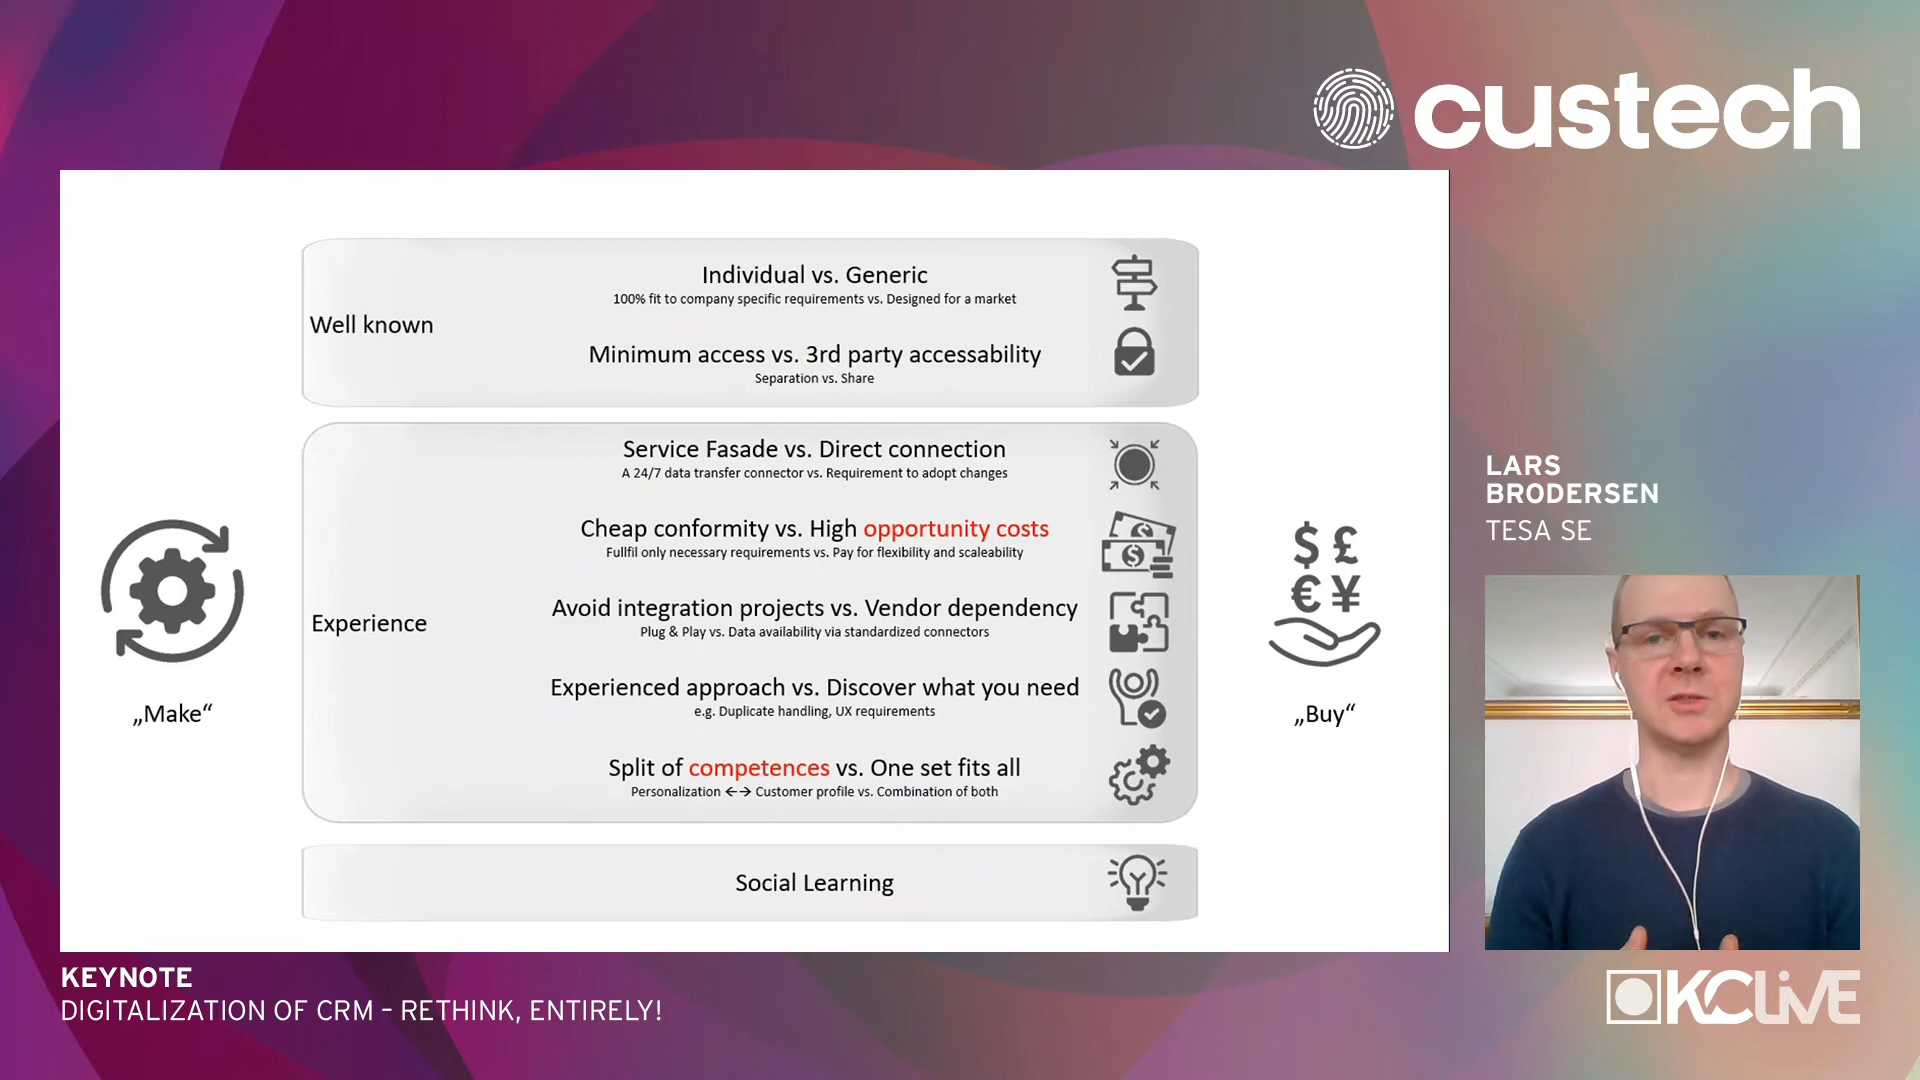 custech
Individual vs. Generic
100% fit to company specific requirements vs. Designed for a market
Well known
Minimum access vs. 3rd party accessability
Separation vs. Share
Service Fasade vs. Direct connection
A 24/7 data transfer connector vs. Requirement to adopt changes
Cheap conformity vs. High opportunity costs
Fullfil only necessary requirements vs. Pay for flexibility and scaleability
Avoid integration projects vs. Vendor dependency
Plug & Play vs. Data availability via standardized connectors
Experience
Experienced approach vs. Discover what you need
e.g. Duplicate handling, UX requirements
Split of competences vs. One set fits all
Personalization <--> Customer profile vs. Combination of both
Social Learning
„Make“
$ £
€ ¥
„Buy“
LARS
BRODERSEN
TESA SE
KEYNOTE
DIGITALIZATION OF CRM – RETHINK, ENTIRELY!
KCLIVE